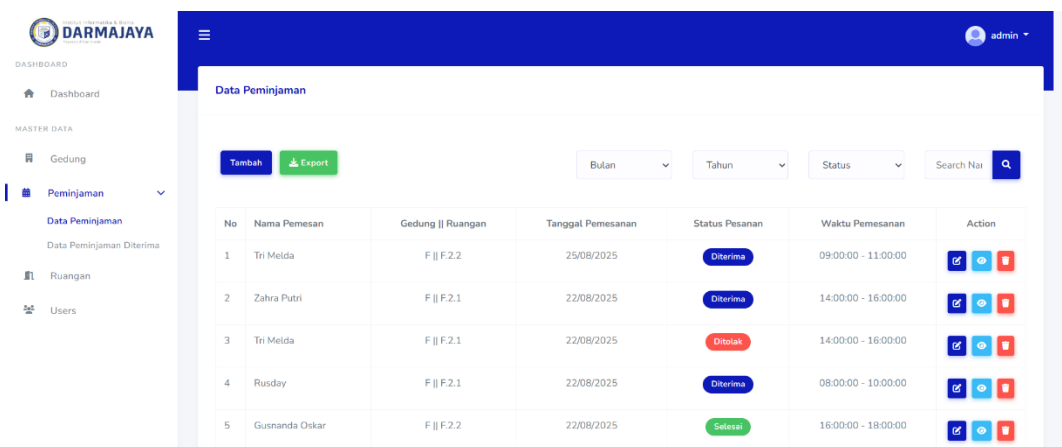 Institut Informatika & Bisnis
DARMAJAYA
admin
DASHBOARD
Dashboard
MASTER DATA
Gedung
Peminjaman
Data Peminjaman
Data Peminjaman Diterima
Ruangan
Users
Data Peminjaman
Tambah Export Bulan Tahun Status Search Nar
No Nama Pemesan Gedung || Ruangan Tanggal Pemesanan Status Pesanan Waktu Pemesanan Action
1 Tri Melda F || F.2.2 25/08/2025 Diterima 09:00:00 - 11:00:00
2 Zahra Putri F || F.2.1 22/08/2025 Diterima 14:00:00 - 16:00:00
3 Tri Melda F || F.2.2 22/08/2025 Ditolak 14:00:00 - 16:00:00
4 Rusday F || F.2.1 22/08/2025 Diterima 08:00:00 - 10:00:00
5 Gusnanda Oskar F || F.2.2 22/08/2025 Selesai 16:00:00 - 18:00:00